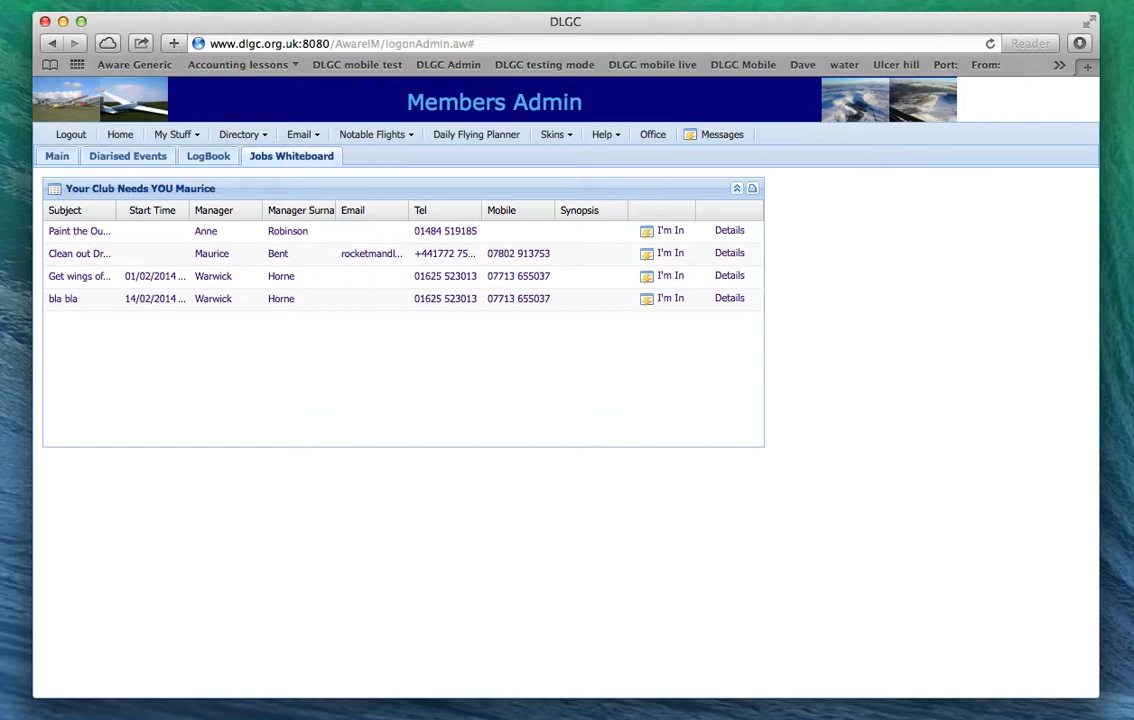 DLGC
www.dlgc.org.uk:8080/AwareIM/logonAdmin.aw# Reader
Aware Generic Accounting lessons DLGC mobile test DLGC Admin DLGC testing mode DLGC mobile live DLGC Mobile Dave water Ulcer hill Port: From: >>
Members Admin
Logout Home My Stuff Directory Email Notable Flights Daily Flying Planner Skins Help Office Messages
Main Diarised Events LogBook Jobs Whiteboard
Your Club Needs YOU Maurice
Subject Start Time Manager Manager Surna Email Tel Mobile Synopsis
Paint the Ou... Anne Robinson 01484 519185 I'm In Details
Clean out Dr... Maurice Bent rocketmandl... +441772 75... 07802 913753 I'm In Details
Get wings of... 01/02/2014 ... Warwick Horne 01625 523013 07713 655037 I'm In Details
bla bla 14/02/2014 ... Warwick Horne 01625 523013 07713 655037 I'm In Details